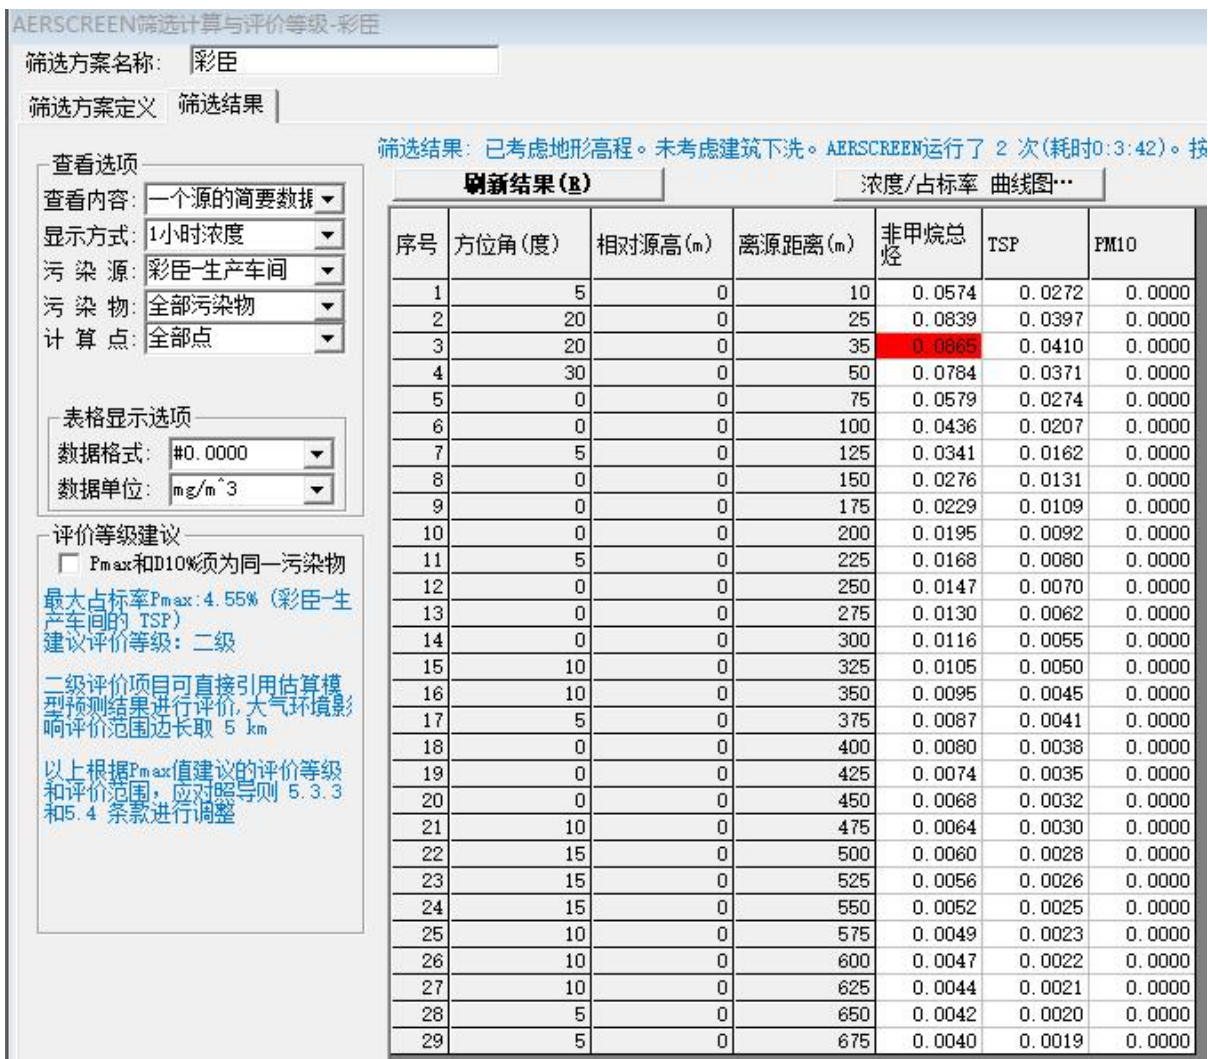 AERSCREEN筛选计算与评价等级-彩臣
筛选方案名称: 彩臣
筛选方案定义 筛选结果
筛选结果: 已考虑地形高程。未考虑建筑下洗。AERSCREEN运行了 2 次(耗时0:3:42)。按
刷新结果(R) 浓度/占标率 曲线图…
查看选项
查看内容: 一个源的简要数据
显示方式: 1小时浓度
污 染 源: 彩臣-生产车间
污 染 物: 全部污染物
计 算 点: 全部点
表格显示选项
数据格式: #0.0000
数据单位: mg/m^3
评价等级建议
Pmax和D10%须为同一污染物
最大占标率Pmax:4.55% (彩臣-生
产车间的 TSP)
建议评价等级: 二级
二级评价项目可直接引用估算模
型预测结果进行评价,大气环境影
响评价范围边长取 5 km
以上根据Pmax值建议的评价等级
和评价范围，应对照导则 5.3.3
和5.4 条款进行调整
序号 方位角(度) 相对源高(m) 离源距离(m) 非甲烷总烃 TSP PM10
1 5 0 10 0.0574 0.0272 0.0000
2 20 0 25 0.0839 0.0397 0.0000
3 20 0 35 0.0865 0.0410 0.0000
4 30 0 50 0.0784 0.0371 0.0000
5 0 0 75 0.0579 0.0274 0.0000
6 0 0 100 0.0436 0.0207 0.0000
7 5 0 125 0.0341 0.0162 0.0000
8 0 0 150 0.0276 0.0131 0.0000
9 0 0 175 0.0229 0.0109 0.0000
10 0 0 200 0.0195 0.0092 0.0000
11 5 0 225 0.0168 0.0080 0.0000
12 0 0 250 0.0147 0.0070 0.0000
13 0 0 275 0.0130 0.0062 0.0000
14 0 0 300 0.0116 0.0055 0.0000
15 10 0 325 0.0105 0.0050 0.0000
16 10 0 350 0.0095 0.0045 0.0000
17 5 0 375 0.0087 0.0041 0.0000
18 0 0 400 0.0080 0.0038 0.0000
19 0 0 425 0.0074 0.0035 0.0000
20 0 0 450 0.0068 0.0032 0.0000
21 10 0 475 0.0064 0.0030 0.0000
22 15 0 500 0.0060 0.0028 0.0000
23 15 0 525 0.0056 0.0026 0.0000
24 15 0 550 0.0052 0.0025 0.0000
25 10 0 575 0.0049 0.0023 0.0000
26 10 0 600 0.0047 0.0022 0.0000
27 10 0 625 0.0044 0.0021 0.0000
28 5 0 650 0.0042 0.0020 0.0000
29 5 0 675 0.0040 0.0019 0.0000